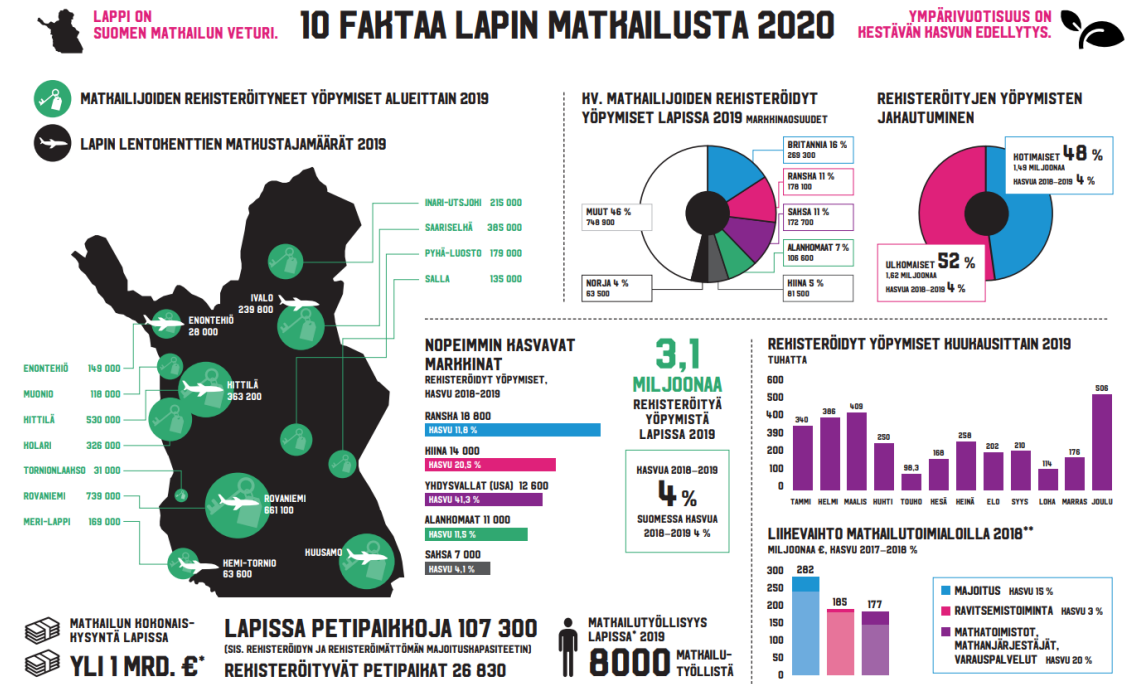 LAPPI ON
SUOMEN MATKAILUN VETURI.
10 FAKTAA LAPIN MATKAILUSTA 2020
YMPÄRIVUOTISUUS ON
KESTÄVÄN KASVUN EDELLYTYS.
MATKAILIJOIDEN REKISTERÖITYNEET YÖPYMISET ALUEITTAIN 2019
LAPIN LENTOKENTTIEN MATKUSTAJAMÄÄRÄT 2019
INARI-UTSJOKI 215 000
SAARISELKÄ 385 000
PYHÄ-LUOSTO 179 000
SALLA 135 000
IVALO
239 800
ENONTEKIÖ
28 000
KITTILÄ
363 200
ROVANIEMI
661 100
KUUSAMO
KEMI-TORNIO
63 600
ENONTEKIÖ 149 000
MUONIO 118 000
KITTILÄ 530 000
KOLARI 326 000
TORNIONLAAKSO 31 000
ROVANIEMI 739 000
MERI-LAPPI 169 000
KV. MATKAILIJOIDEN REKISTERÖIDYT
YÖPYMISET LAPISSA 2019 MARKKINAOSUUDET
BRITANNIA 16 %
269 300
RANSKA 11 %
178 100
SAKSA 11 %
172 700
ALANKOMAAT 7 %
106 600
KIINA 5 %
81 500
NORJA 4 %
63 500
MUUT 46 %
748 900
REKISTERÖITYJEN YÖPYMISTEN
JAKAUTUMINEN
KOTIMAISET 48 %
1,49 MILJOONAA
KASVUA 2018–2019 4 %
ULKOMAISET 52 %
1,62 MILJOONAA
KASVUA 2018–2019 4 %
NOPEIMMIN KASVAVAT
MARKKINAT
REKISTERÖIDYT YÖPYMISET,
KASVU 2018-2019
RANSKA 18 800
KASVU 11,8 %
KIINA 14 000
KASVU 20,5 %
YHDYSVALLAT (USA) 12 600
KASVU 41,3 %
ALANKOMAAT 11 000
KASVU 11,5 %
SAKSA 7 000
KASVU 4,1 %
3,1
MILJOONAA
REKISTERÖITYÄ
YÖPYMISTÄ
LAPISSA 2019
KASVUA 2018–2019
4 %
SUOMESSA KASVUA
2018–2019 4 %
REKISTERÖIDYT YÖPYMISET KUUKAUSITTAIN 2019
TUHATTA
600
500
400
390
200
100
0
340
386
409
250
98,3
168
258
202
210
114
176
506
TAMMI HELMI MAALIS HUHTI TOUKO KESÄ HEINÄ ELO SYYS LOKA MARRAS JOULU
LIIKEVAIHTO MATKAILUTOIMIALOILLA 2018**
MILJOONAA €, KASVU 2017–2018 %
300
250
200
150
100
50
0
282
185
177
MAJOITUS KASVU 15 %
RAVITSEMISTOIMINTA KASVU 3 %
MATKATOIMISTOT,
MATKANJÄRJESTÄJÄT,
VARAUSPALVELUT KASVU 20 %
MATKAILUN KOKONAIS-
KYSYNTÄ LAPISSA
YLI 1 MRD. €*
LAPISSA PETIPAIKKOJA 107 300
(SIS. REKISTERÖIDYN JA REKISTERÖIMÄTTÖMÄN MAJOITUSKAPASITEETIN)
REKISTERÖITYVÄT PETIPAIKAT 26 830
MATKAILUTYÖLLISYYS
LAPISSA* 2019
8000 MATKAILU-
TYÖLLISTÄ